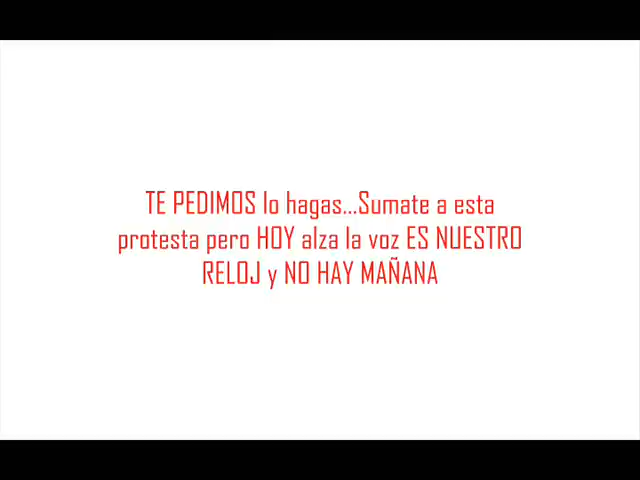 TE PEDIMOS lo hagas...Sumate a esta
protesta pero HOY alza la voz ES NUESTRO
RELOJ y NO HAY MAÑANA